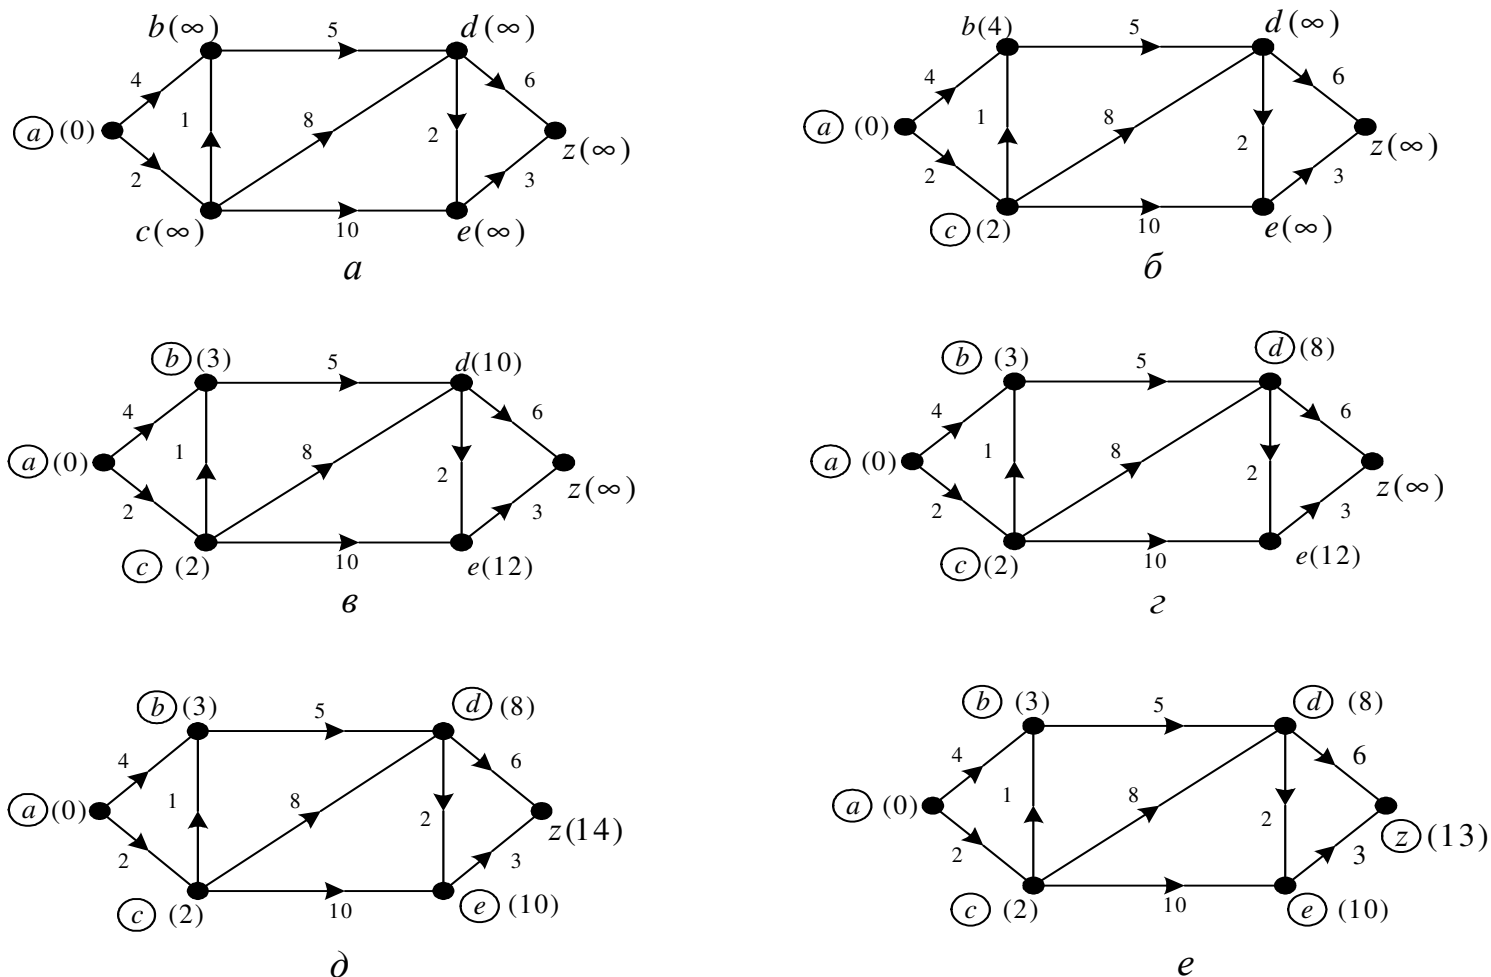 b(∞) 5 d(∞)
4 6
a (0) 1 8 2 z(∞)
2 3
c(∞) 10 e(∞)
а
b(4) 5 d(∞)
4 6
a (0) 1 8 2 z(∞)
2 3
c (2) 10 e(∞)
б
b (3) 5 d(10)
4 6
a (0) 1 8 2 z(∞)
2 3
c (2) 10 e(12)
в
b (3) 5 d (8)
4 6
a (0) 1 8 2 z(∞)
2 3
c (2) 10 e(12)
г
b (3) 5 d (8)
4 6
a (0) 1 8 2 z(14)
2 3
c (2) 10 e (10)
д
b (3) 5 d (8)
4 6
a (0) 1 8 2 z (13)
2 3
c (2) 10 e (10)
е